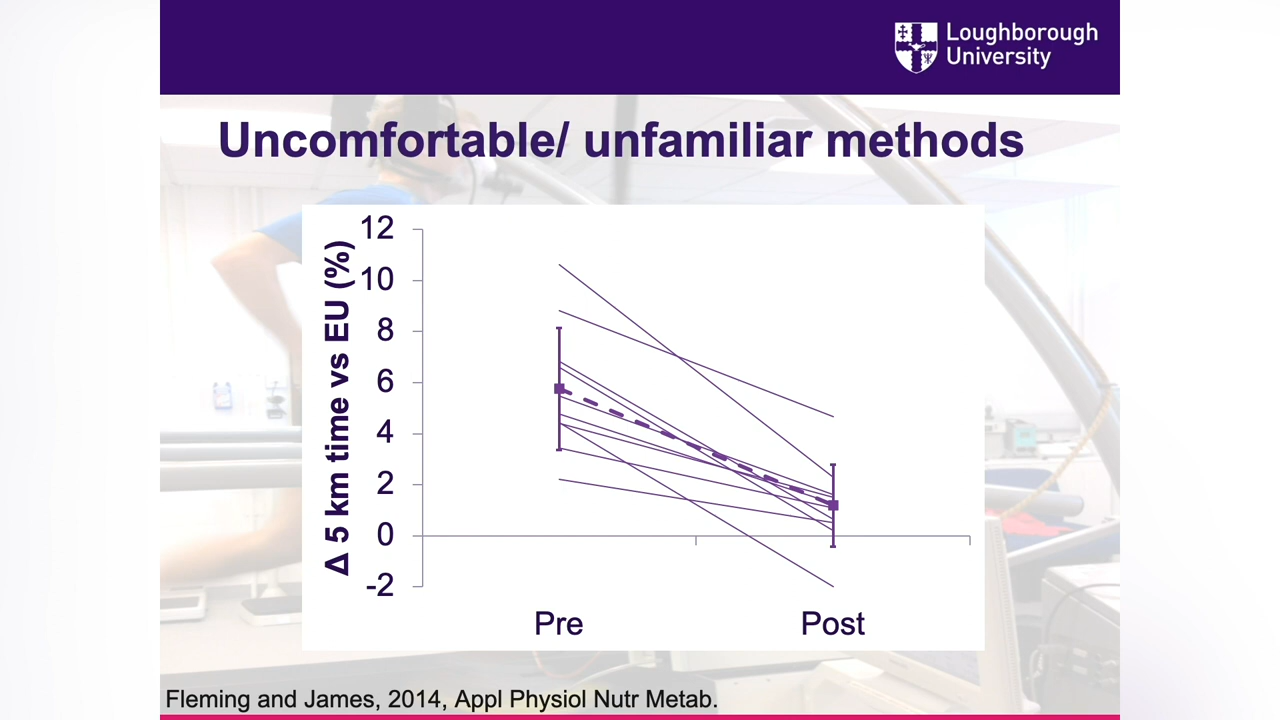 Loughborough
University
Uncomfortable/ unfamiliar methods
Δ 5 km time vs EU (%)
12
10
8
6
4
2
0
-2
Pre Post
Fleming and James, 2014, Appl Physiol Nutr Metab.